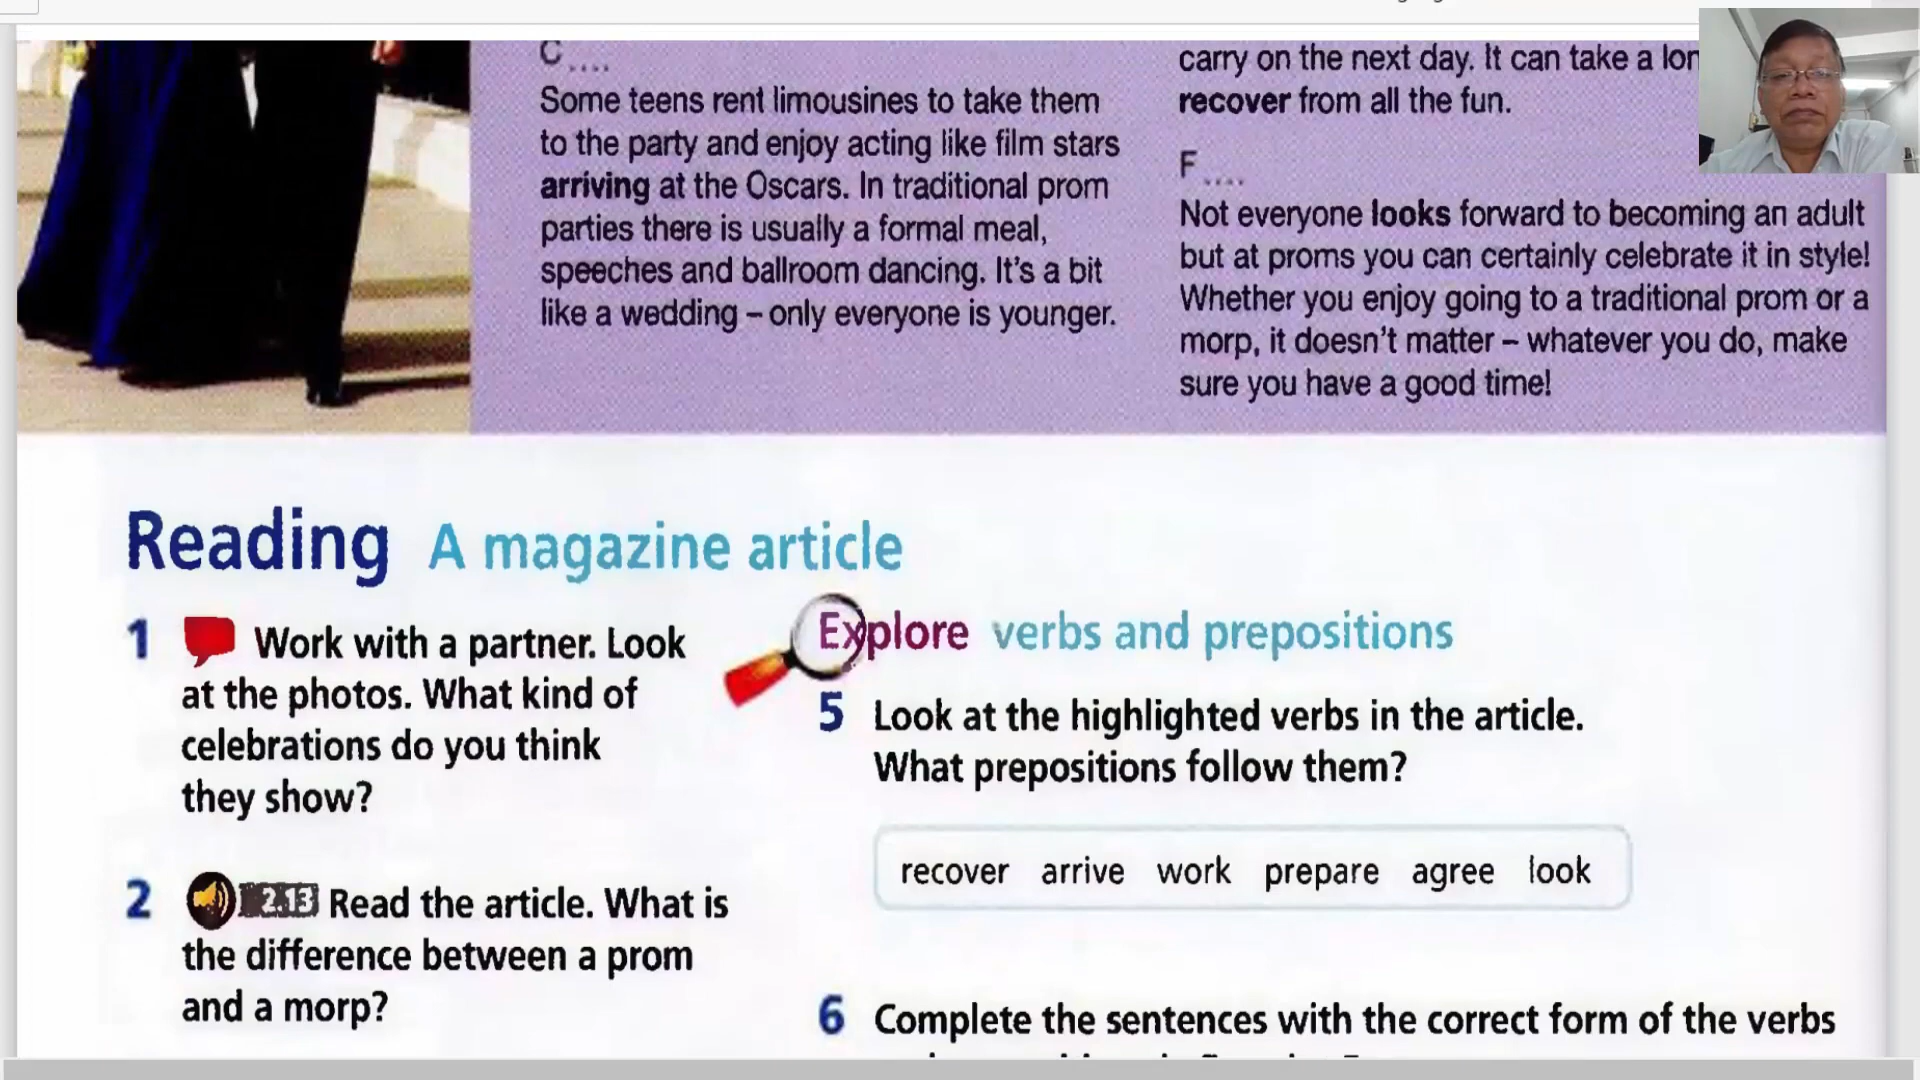 C ....
Some teens rent limousines to take them
to the party and enjoy acting like film stars
arriving at the Oscars. In traditional prom
parties there is usually a formal meal,
speeches and ballroom dancing. It's a bit
like a wedding – only everyone is younger.
carry on the next day. It can take a
recover from all the fun.
F ....
Not everyone looks forward to becoming an adult
but at proms you can certainly celebrate it in style!
Whether you enjoy going to a traditional prom or a
morp, it doesn't matter – whatever you do, make
sure you have a good time!
Reading A magazine article
1 Work with a partner. Look
at the photos. What kind of
celebrations do you think
they show?
2 2.13 Read the article. What is
the difference between a prom
and a morp?
Explore verbs and prepositions
5 Look at the highlighted verbs in the article.
What prepositions follow them?
recover arrive work prepare agree look
6 Complete the sentences with the correct form of the verbs